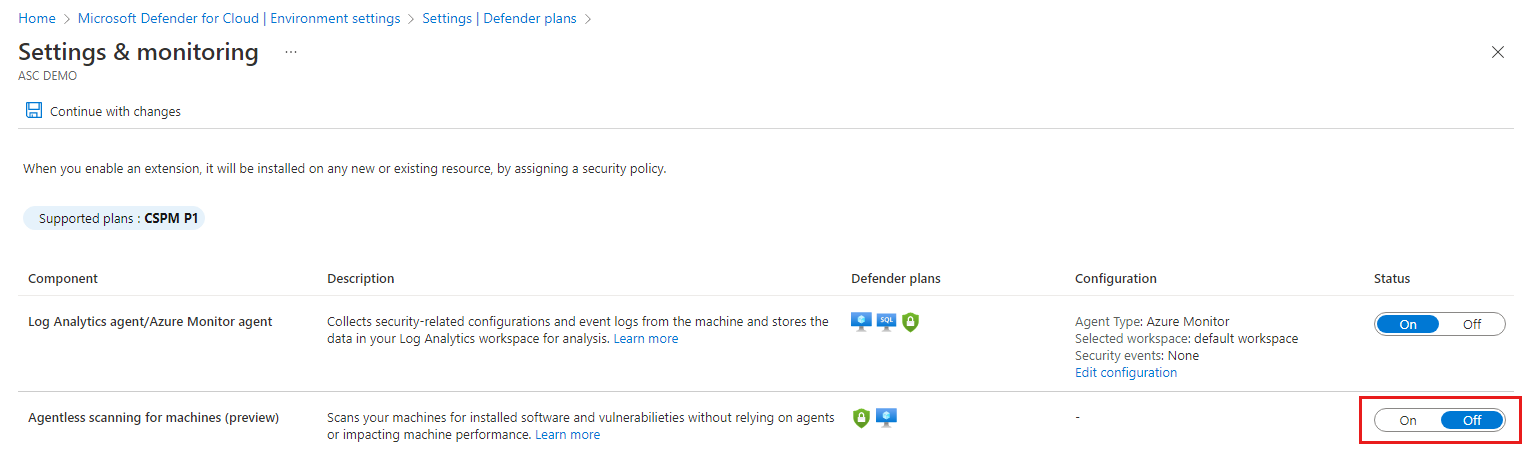 Home > Microsoft Defender for Cloud | Environment settings > Settings | Defender plans >
Settings & monitoring ...
ASC DEMO
Continue with changes
When you enable an extension, it will be installed on any new or existing resource, by assigning a security policy.
Supported plans : CSPM P1
Component Description Defender plans Configuration Status
Log Analytics agent/Azure Monitor agent
Collects security-related configurations and event logs from the machine and stores the
data in your Log Analytics workspace for analysis. Learn more
SQL
Agent Type: Azure Monitor
Selected workspace: default workspace
Security events: None
Edit configuration
On Off
Agentless scanning for machines (preview)
Scans your machines for installed software and vulnerabilieties without relying on agents
or impacting machine performance. Learn more
-
On Off